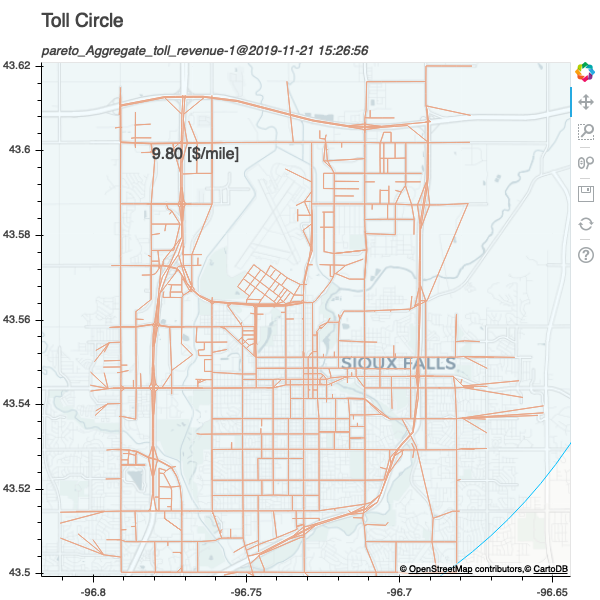 Toll Circle
pareto_Aggregate_toll_revenue-1@2019-11-21 15:26:56
43.62
43.6
9.80 [$/mile]
43.58
43.56
SIOUX FALLS
43.54
43.52
43.5
© OpenStreetMap contributors,© CartoDB
-96.8
-96.75
-96.7
-96.65